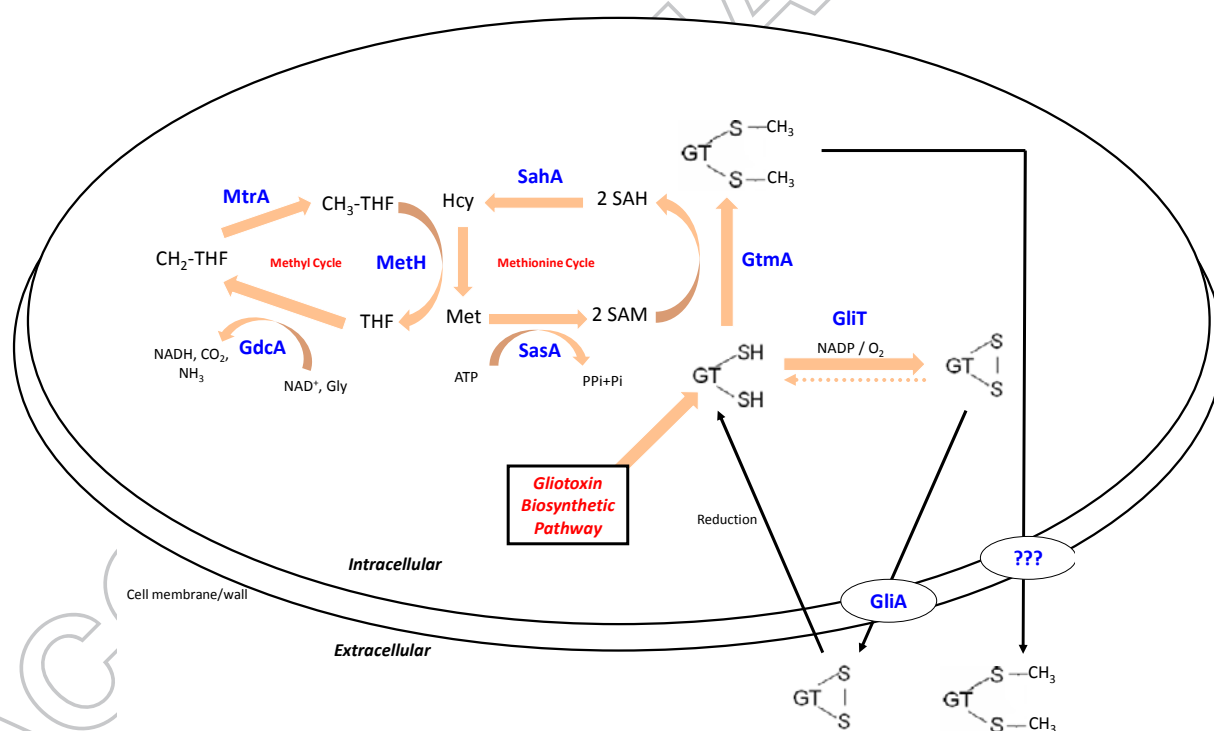 S—CH₃
GT
S—CH₃
SahA
MtrA
CH₃-THF
Hcy
2 SAH
CH₂-THF
Methyl Cycle
MetH
Methionine Cycle
GtmA
THF
Met
2 SAM
GliT
NADP / O₂
GdcA
SasA
NADH, CO₂,
NH₃
NAD⁺, Gly
ATP
PPi+Pi
SH
GT
SH
S
GT
S
Gliotoxin
Biosynthetic
Pathway
Reduction
Intracellular
???
Cell membrane/wall
GliA
Extracellular
S
GT
S
S—CH₃
GT
S—CH₃